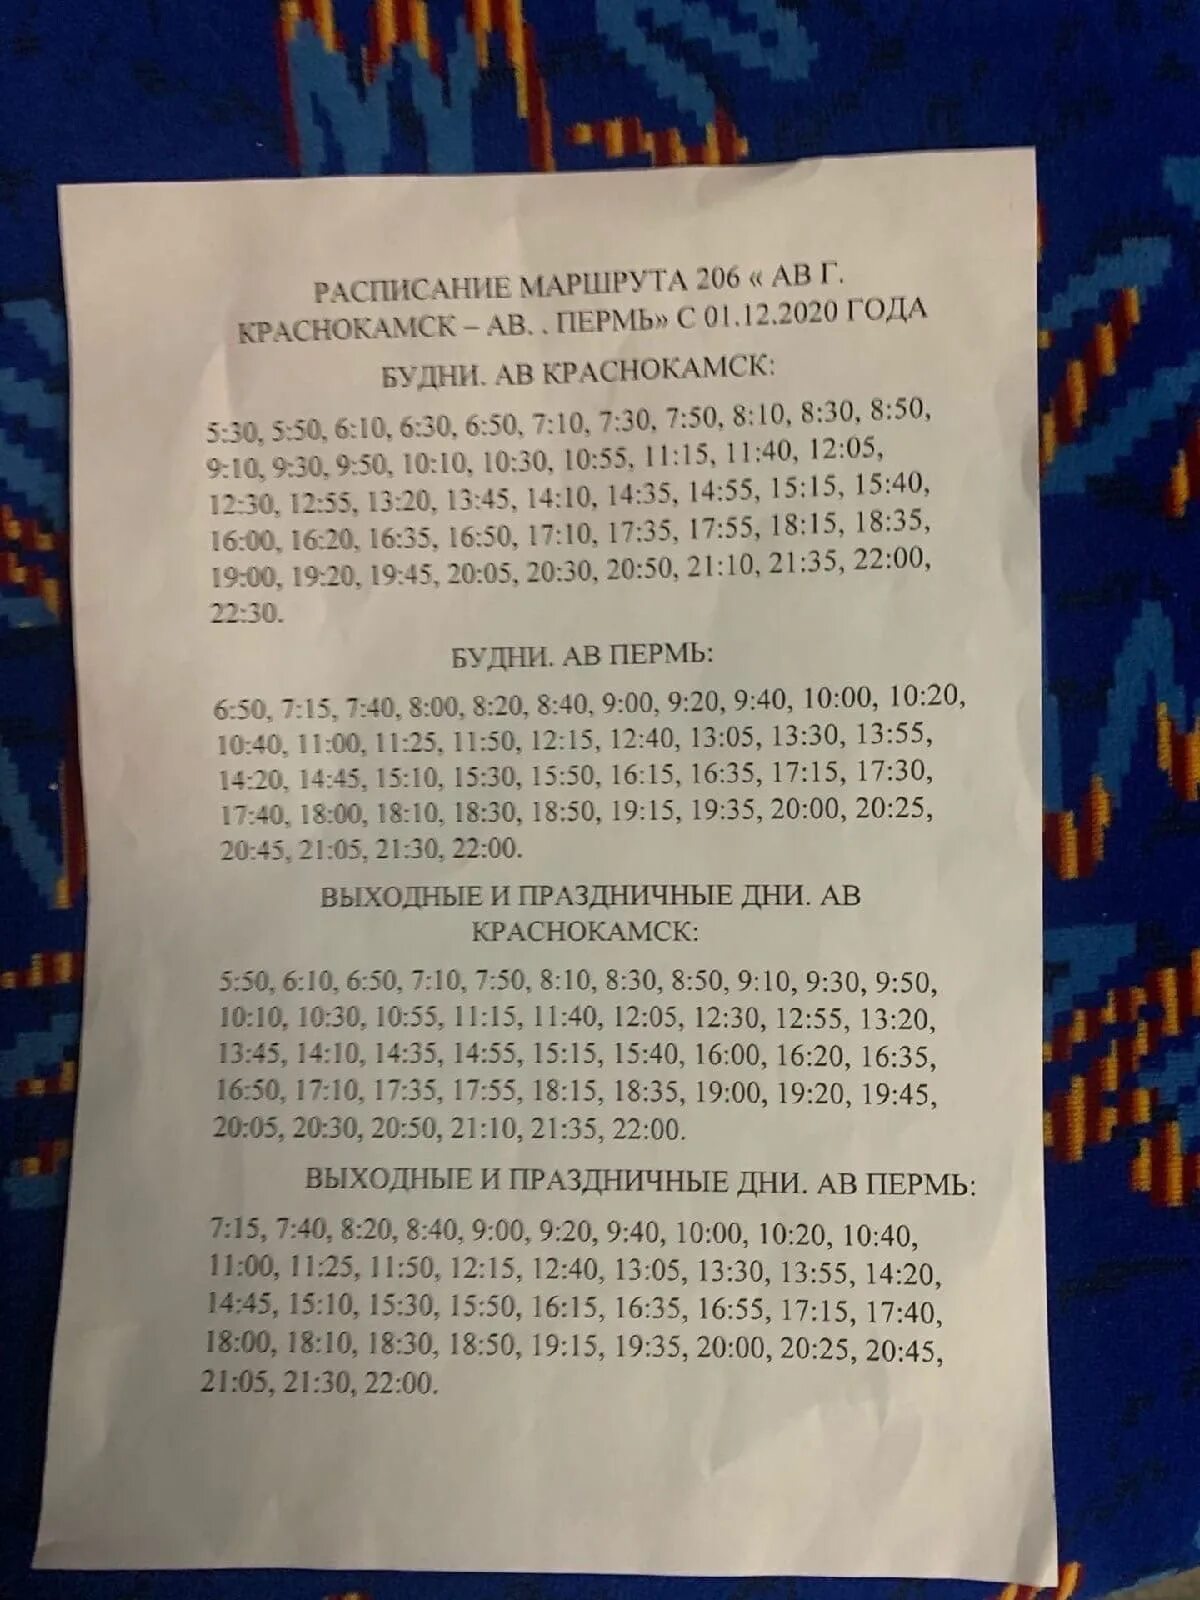 РАСПИСАНИЕ МАРШРУТА 206 « АВ Г.
КРАСНОКАМСК – АВ. . ПЕРМЬ» С 01.12.2020 ГОДА
БУДНИ. АВ КРАСНОКАМСК:
5:30, 5:50, 6:10, 6:30, 6:50, 7:10, 7:30, 7:50, 8:10, 8:30, 8:50,
9:10, 9:30, 9:50, 10:10, 10:30, 10:55, 11:15, 11:40, 12:05,
12:30, 12:55, 13:20, 13:45, 14:10, 14:35, 14:55, 15:15, 15:40,
16:00, 16:20, 16:35, 16:50, 17:10, 17:35, 17:55, 18:15, 18:35,
19:00, 19:20, 19:45, 20:05, 20:30, 20:50, 21:10, 21:35, 22:00,
22:30.
БУДНИ. АВ ПЕРМЬ:
6:50, 7:15, 7:40, 8:00, 8:20, 8:40, 9:00, 9:20, 9:40, 10:00, 10:20,
10:40, 11:00, 11:25, 11:50, 12:15, 12:40, 13:05, 13:30, 13:55,
14:20, 14:45, 15:10, 15:30, 15:50, 16:15, 16:35, 17:15, 17:30,
17:40, 18:00, 18:10, 18:30, 18:50, 19:15, 19:35, 20:00, 20:25,
20:45, 21:05, 21:30, 22:00.
ВЫХОДНЫЕ И ПРАЗДНИЧНЫЕ ДНИ. АВ
КРАСНОКАМСК:
5:50, 6:10, 6:50, 7:10, 7:50, 8:10, 8:30, 8:50, 9:10, 9:30, 9:50,
10:10, 10:30, 10:55, 11:15, 11:40, 12:05, 12:30, 12:55, 13:20,
13:45, 14:10, 14:35, 14:55, 15:15, 15:40, 16:00, 16:20, 16:35,
16:50, 17:10, 17:35, 17:55, 18:15, 18:35, 19:00, 19:20, 19:45,
20:05, 20:30, 20:50, 21:10, 21:35, 22:00.
ВЫХОДНЫЕ И ПРАЗДНИЧНЫЕ ДНИ. АВ ПЕРМЬ:
7:15, 7:40, 8:20, 8:40, 9:00, 9:20, 9:40, 10:00, 10:20, 10:40,
11:00, 11:25, 11:50, 12:15, 12:40, 13:05, 13:30, 13:55, 14:20,
14:45, 15:10, 15:30, 15:50, 16:15, 16:35, 16:55, 17:15, 17:40,
18:00, 18:10, 18:30, 18:50, 19:15, 19:35, 20:00, 20:25, 20:45,
21:05, 21:30, 22:00.